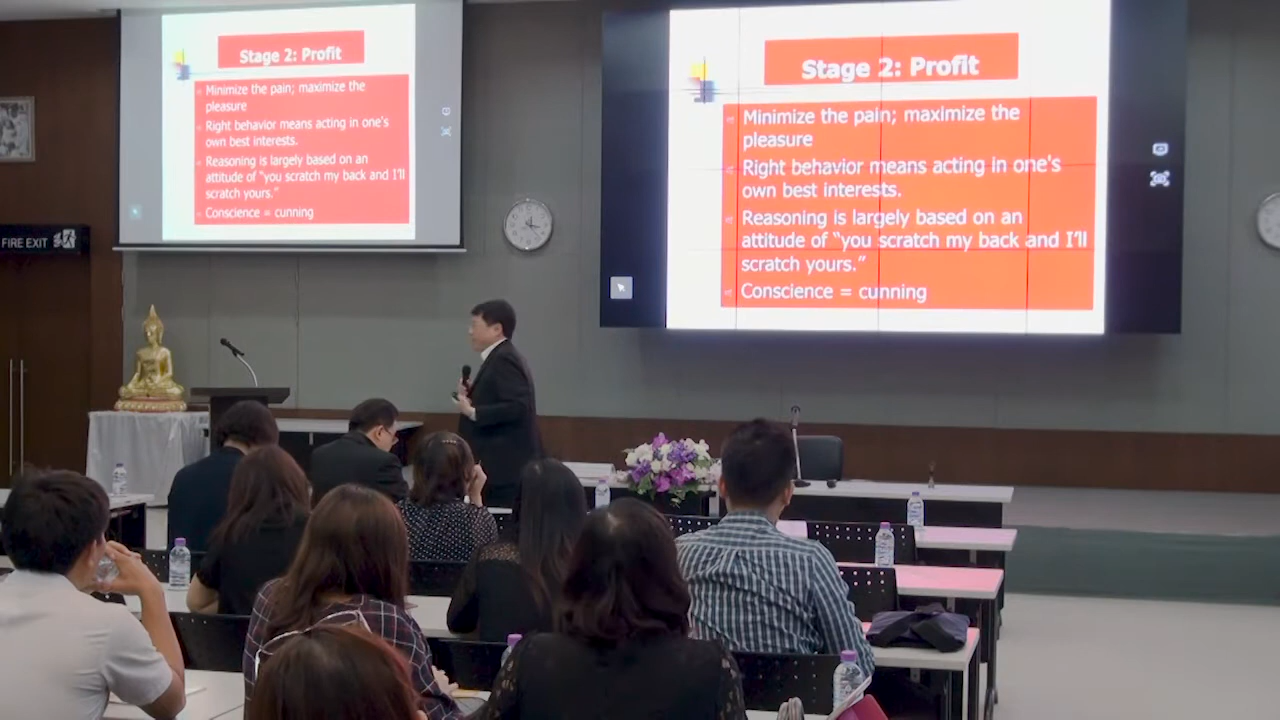 Stage 2: Profit
Minimize the pain; maximize the
pleasure
Right behavior means acting in one's
own best interests.
Reasoning is largely based on an
attitude of “you scratch my back and I’ll
scratch yours.”
Conscience = cunning
Stage 2: Profit
Minimize the pain; maximize the
pleasure
Right behavior means acting in one's
own best interests.
Reasoning is largely based on an
attitude of “you scratch my back and I’ll
scratch yours.”
Conscience = cunning
FIRE EXIT